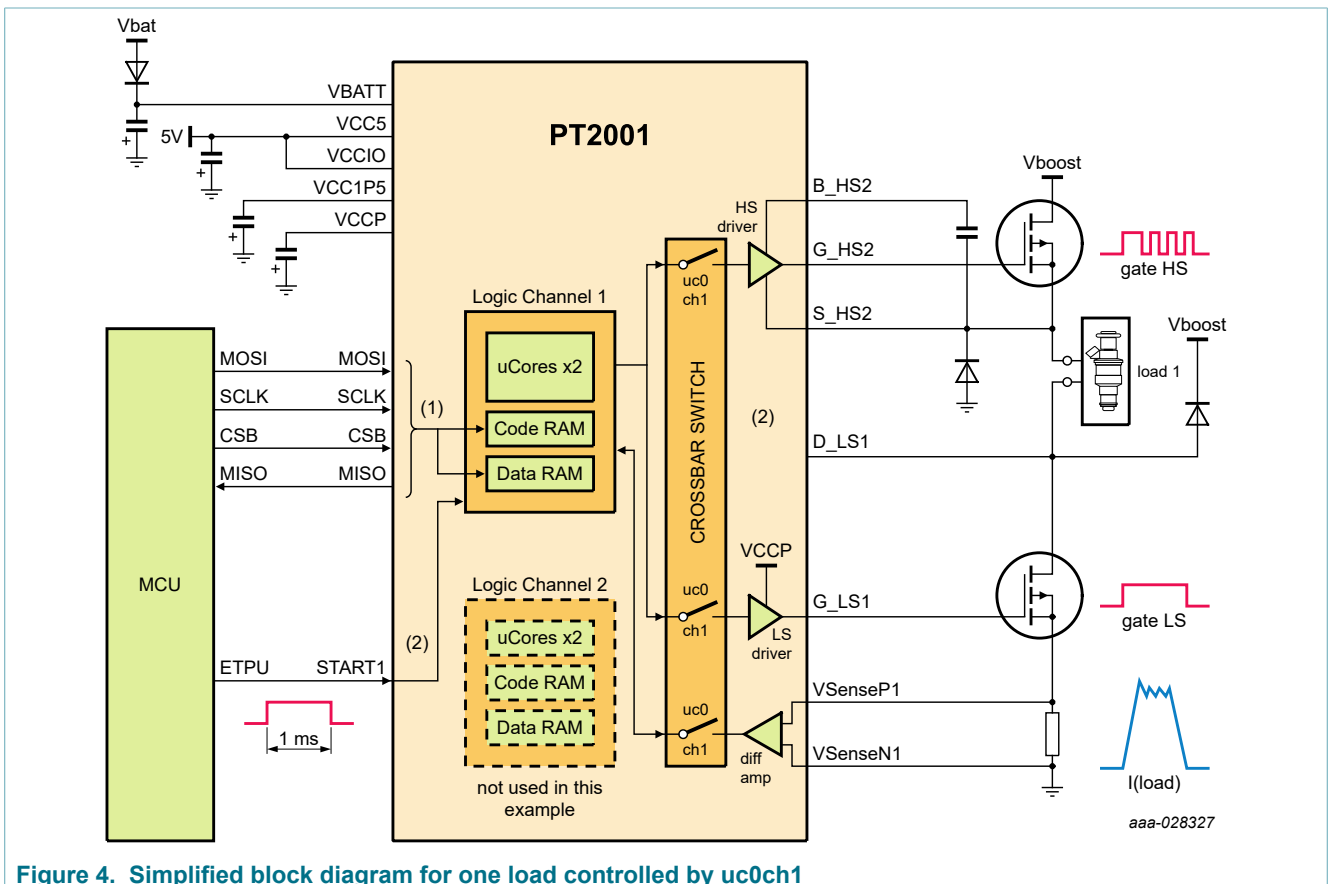 Vbat
VBATT
VCC5
5V
VCCIO
VCC1P5
VCCP
+
+
+
+
PT2001
Vboost
B_HS2
HS
driver
G_HS2
gate HS
uc0
ch1
S_HS2
Logic Channel 1
uCores x2
Code RAM
Data RAM
CROSSBAR SWITCH
(2)
Vboost
load 1
D_LS1
MOSI MOSI
SCLK SCLK
(1)
CSB CSB
MISO MISO
MCU
VCCP
uc0
ch1
G_LS1
LS
driver
gate LS
Logic Channel 2
uCores x2
Code RAM
Data RAM
(2)
ETPU START1
1 ms
uc0
ch1
diff
amp
VSenseP1
VSenseN1
I(load)
not used in this
example
aaa-028327
Figure 4. Simplified block diagram for one load controlled by uc0ch1